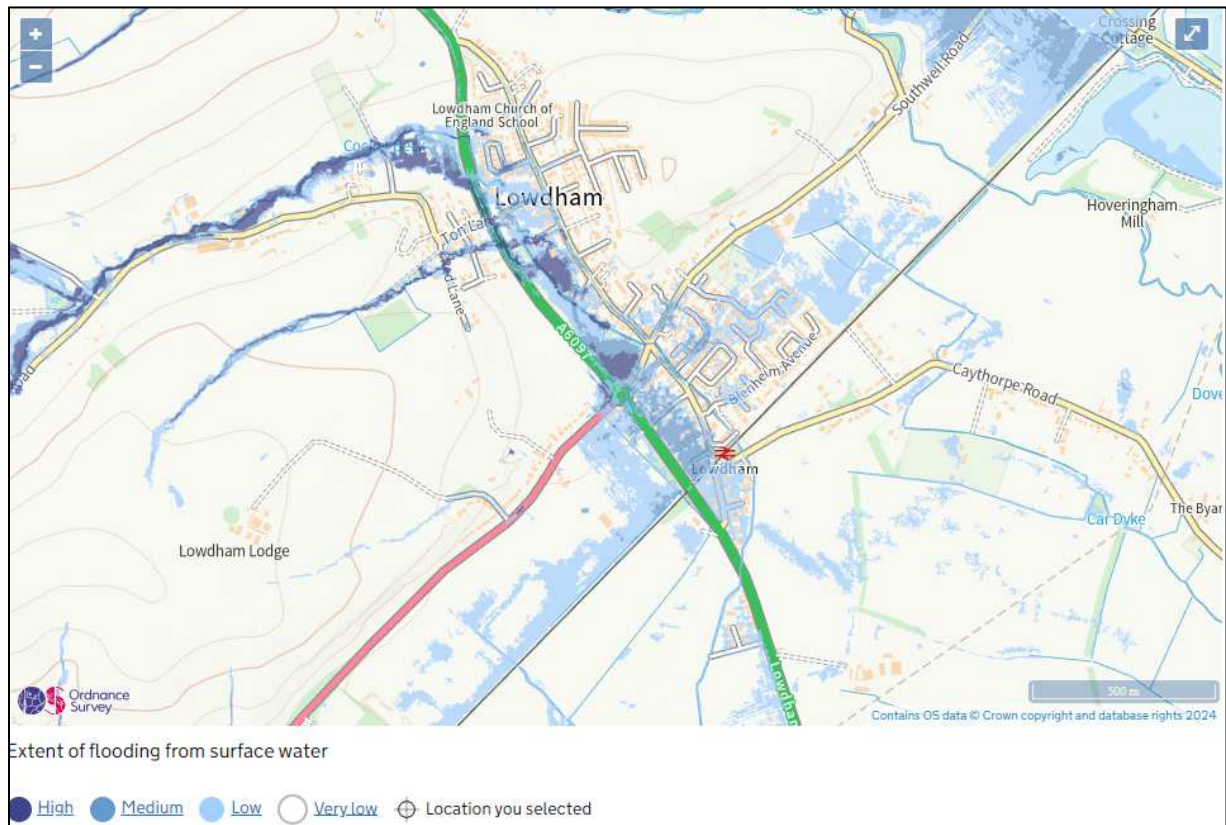 +
−
Crossing
Cottage
Southwell Road
Lowdham Church of
England School
Lowdham
Hoveringham
Mill
Ton Lane
Land Lane
A6097
Blenheim Avenue
Caythorpe Road
Dove
Lowdham
Car Dyke
The Byar
Lowdham Lodge
Lowdham
Ordnance
Survey
500 m
Contains OS data © Crown copyright and database rights 2024
Extent of flooding from surface water
High Medium Low Very low Location you selected